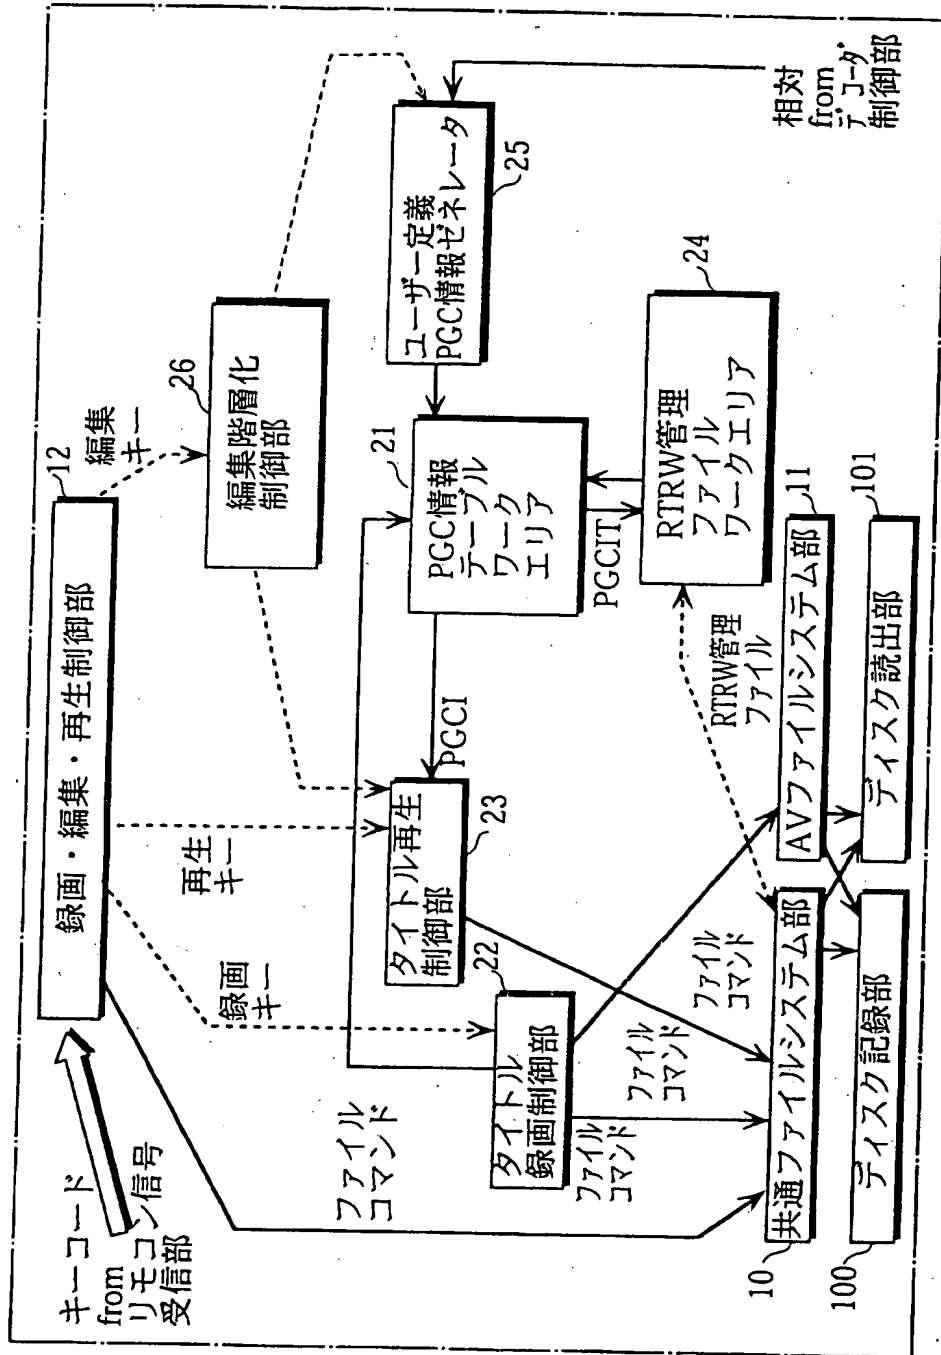 キーコード
from
リモコン信号
受信部
録画・編集・再生制御部
12
編集
キー
再生
キー
録画
キー
26
編集階層化
制御部
ファイル
コマンド
タイトル再生
制御部
23
PGCI
21
PGC情報
テーブル
ワーク
エリア
ユーザー定義
PGC情報ゼネレータ
25
相対
from
デコーダ
制御部
22
タイトル
録画制御部
ファイル
コマンド
ファイル
コマンド
ファイル
コマンド
PGCIT
RTRW管理
ファイル
ワークエリア
24
RTRW管理
ファイル
10
共通ファイルシステム部
AVファイルシステム部
11
100
ディスク記録部
ディスク読出部
101